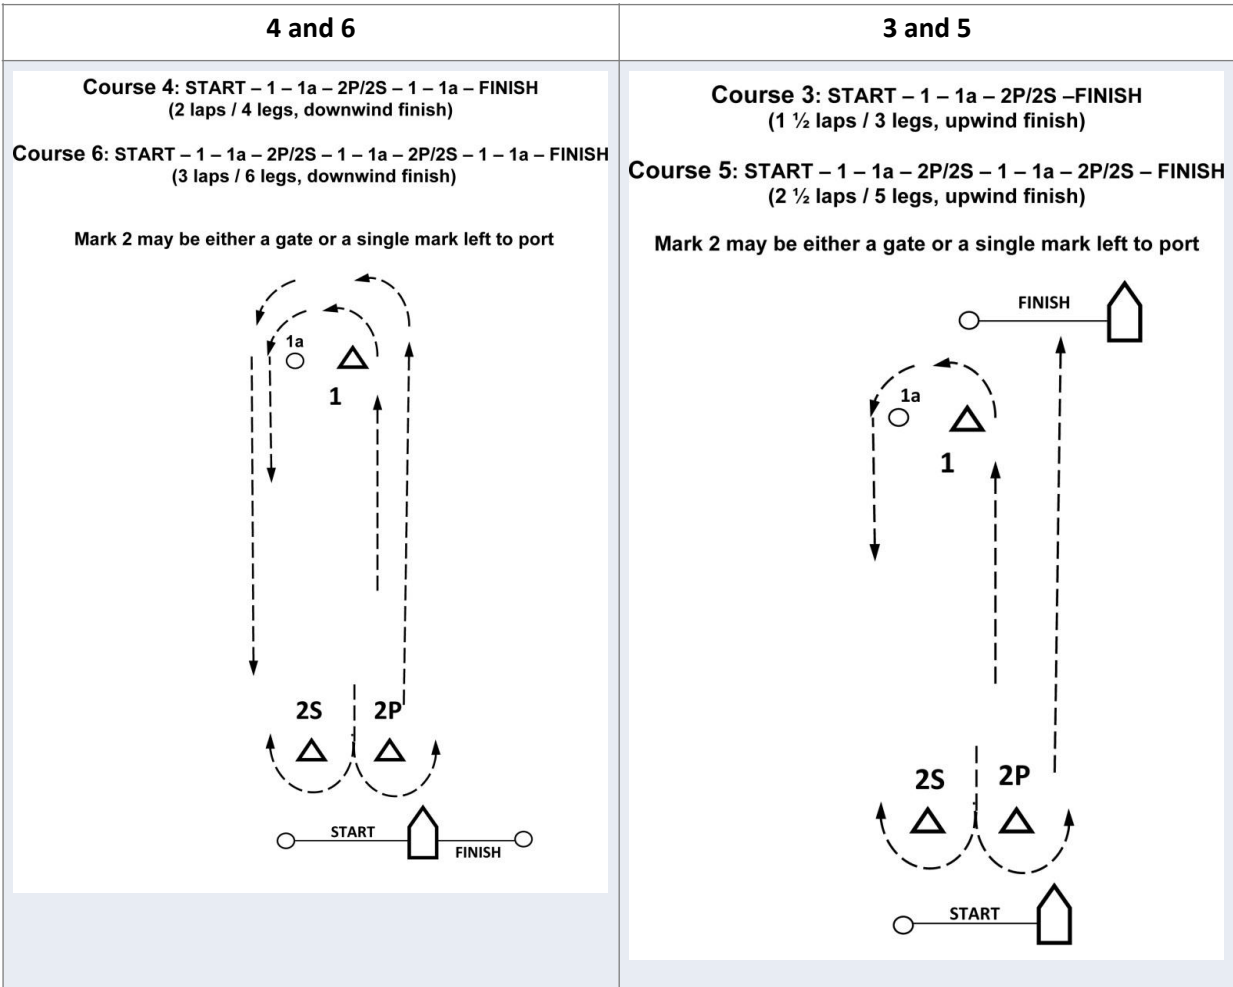 4 and 6
Course 4: START – 1 – 1a – 2P/2S – 1 – 1a – FINISH
(2 laps / 4 legs, downwind finish)
Course 6: START – 1 – 1a – 2P/2S – 1 – 1a – 2P/2S – 1 – 1a – FINISH
(3 laps / 6 legs, downwind finish)
Mark 2 may be either a gate or a single mark left to port
1a
1
2S
2P
START
FINISH
3 and 5
Course 3: START – 1 – 1a – 2P/2S –FINISH
(1 ½ laps / 3 legs, upwind finish)
Course 5: START – 1 – 1a – 2P/2S – 1 – 1a – 2P/2S – FINISH
(2 ½ laps / 5 legs, upwind finish)
Mark 2 may be either a gate or a single mark left to port
FINISH
1a
1
2S
2P
START